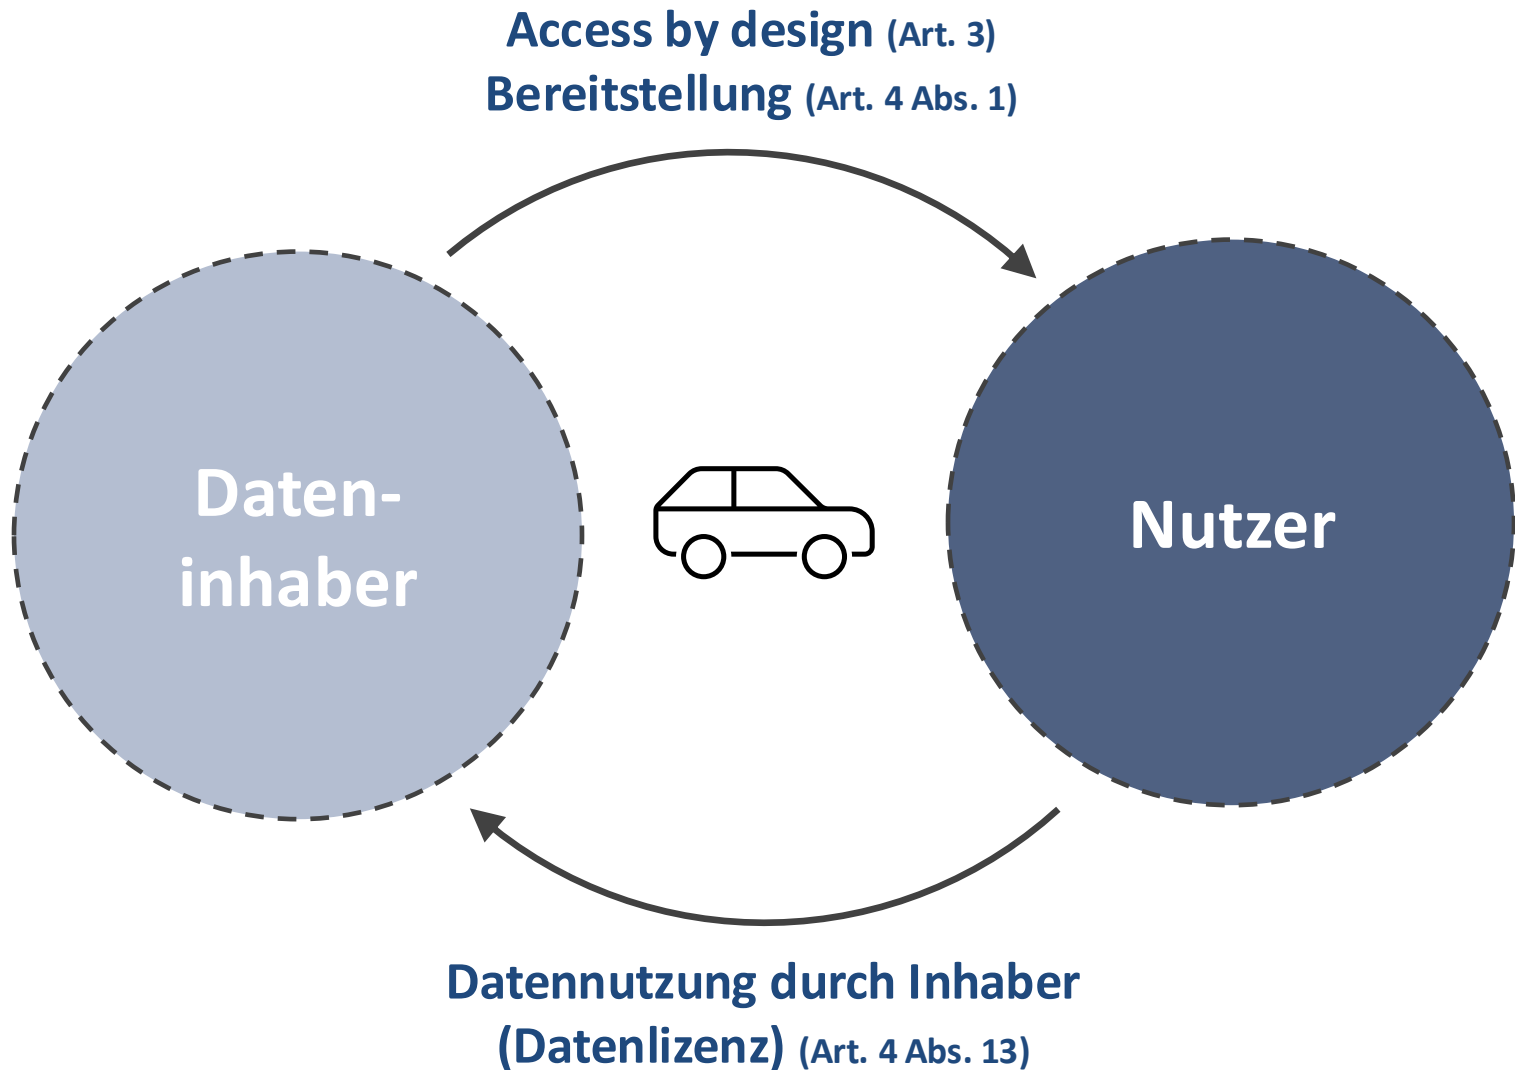 Access by design (Art. 3)
Bereitstellung (Art. 4 Abs. 1)
Daten-
inhaber
Nutzer
Datennutzung durch Inhaber
(Datenlizenz) (Art. 4 Abs. 13)